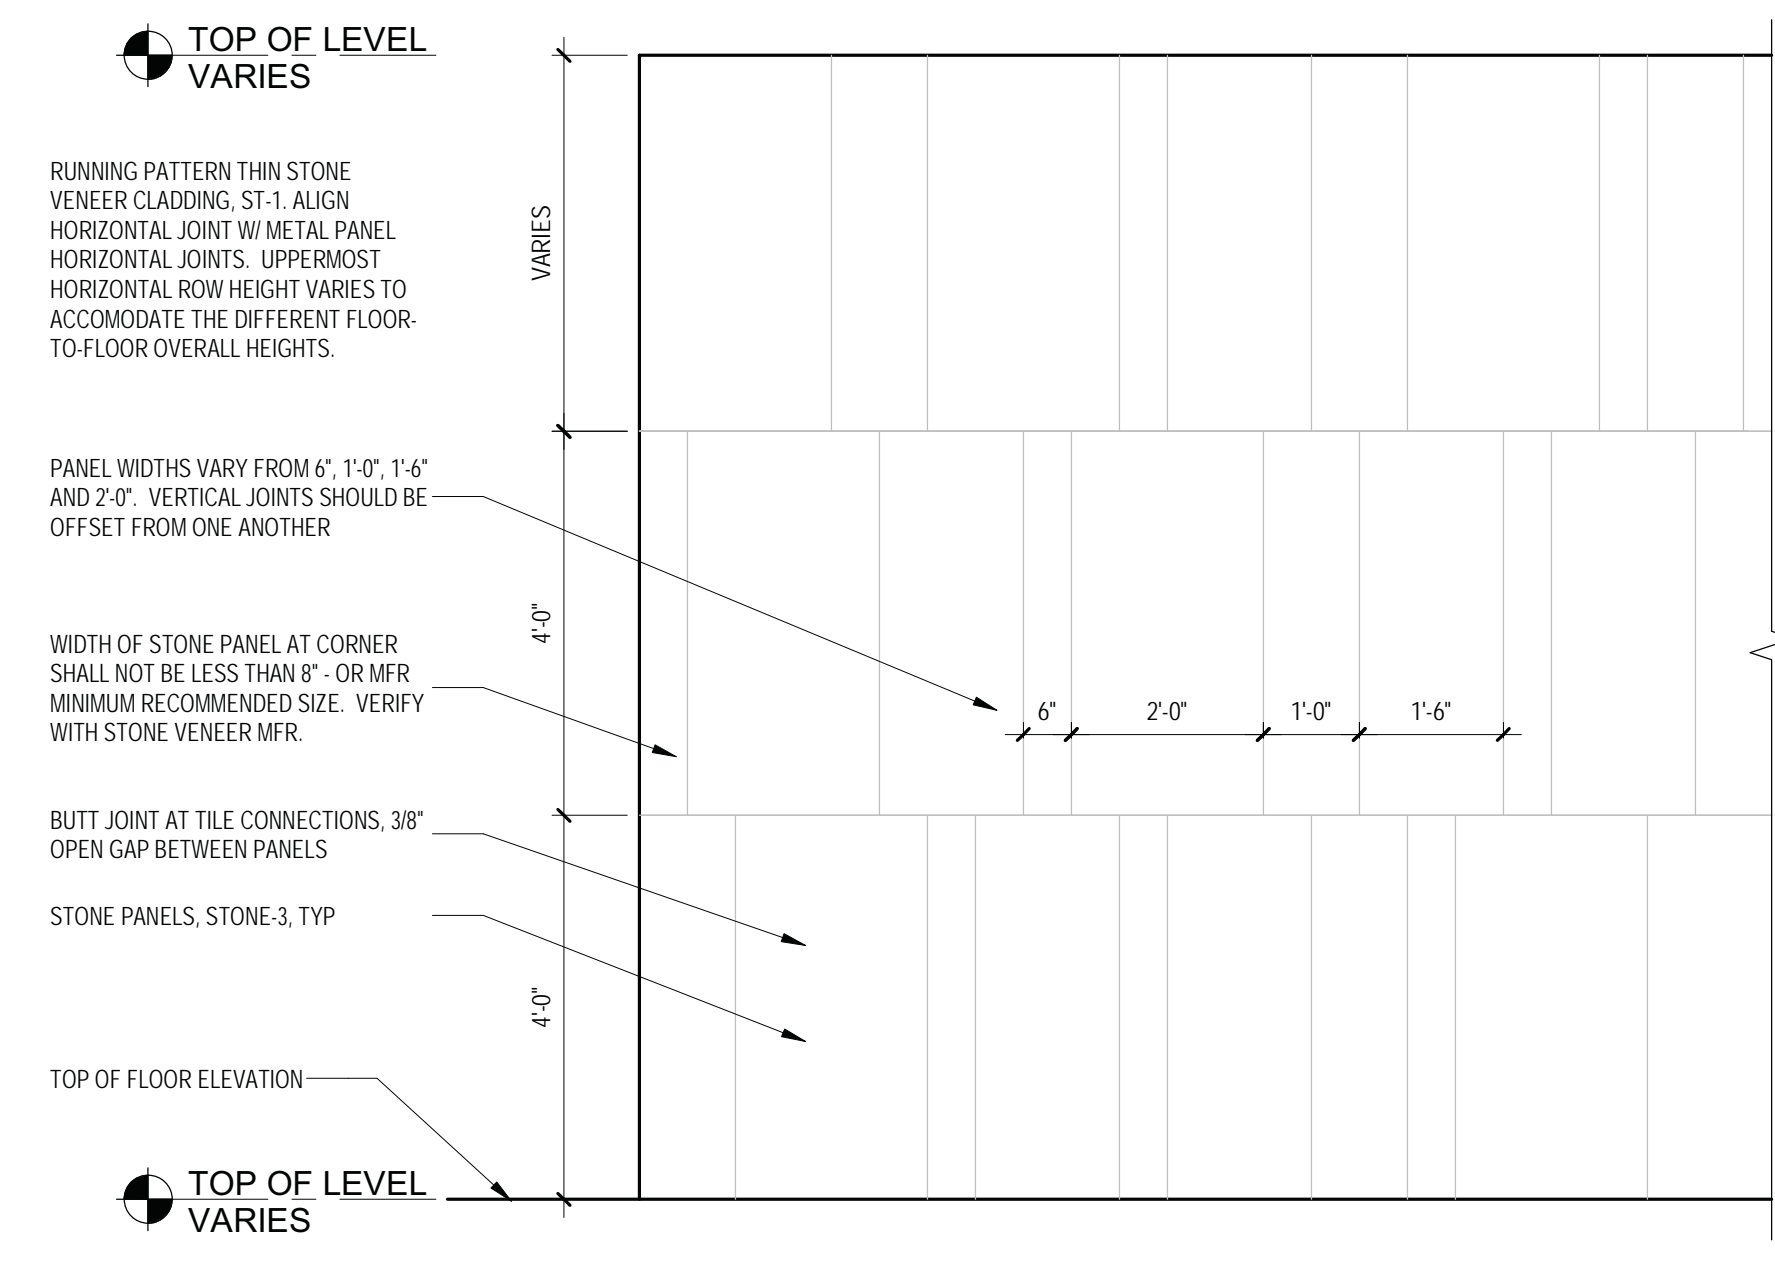 TOP OF LEVEL
VARIES
RUNNING PATTERN THIN STONE
VENEER CLADDING, ST-1. ALIGN
HORIZONTAL JOINT W/ METAL PANEL
HORIZONTAL JOINTS. UPPERMOST
HORIZONTAL ROW HEIGHT VARIES TO
ACCOMODATE THE DIFFERENT FLOOR-
TO-FLOOR OVERALL HEIGHTS.
VARIES
PANEL WIDTHS VARY FROM 6", 1'-0", 1'-6"
AND 2'-0". VERTICAL JOINTS SHOULD BE
OFFSET FROM ONE ANOTHER
4'-0"
WIDTH OF STONE PANEL AT CORNER
SHALL NOT BE LESS THAN 8" - OR MFR
MINIMUM RECOMMENDED SIZE. VERIFY
WITH STONE VENEER MFR.
6" 2'-0" 1'-0" 1'-6"
BUTT JOINT AT TILE CONNECTIONS, 3/8"
OPEN GAP BETWEEN PANELS
STONE PANELS, STONE-3, TYP
4'-0"
TOP OF FLOOR ELEVATION
TOP OF LEVEL
VARIES